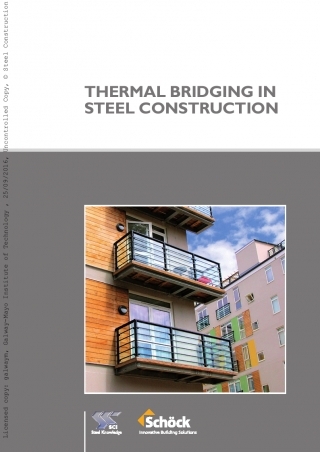 THERMAL BRIDGING IN
STEEL CONSTRUCTION
Licensed copy: galwaymh, Galway-Mayo Institute of Technology , 25/09/2018, Uncontrolled Copy, © Steel Construction
SCI
Steel Knowledge
Schöck
Innovative Building Solutions